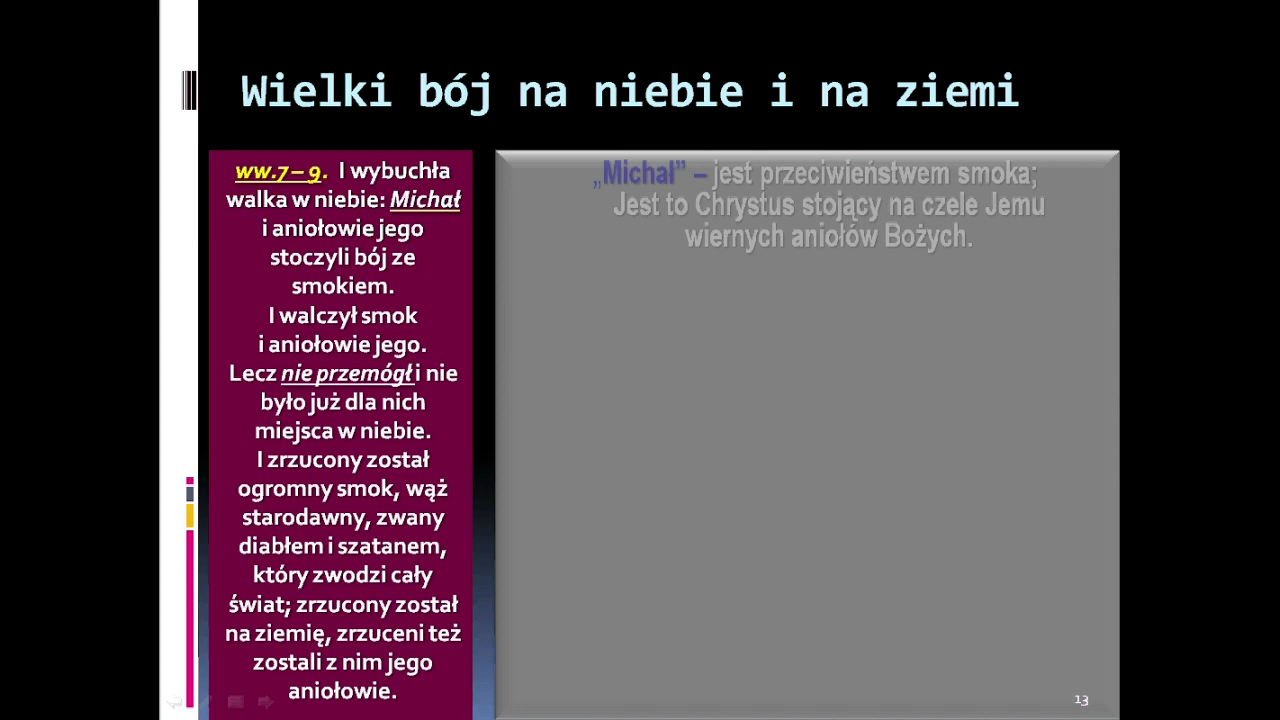 Wielki bój na niebie i na ziemi
ww.7 – 9. I wybuchła
walka w niebie: Michał
i aniołowie jego
stoczyli bój ze
smokiem.
I walczył smok
i aniołowie jego.
Lecz nie przemógł i nie
było już dla nich
miejsca w niebie.
I zrzucony został
ogromny smok, wąż
starodawny, zwany
diabłem i szatanem,
który zwodzi cały
świat; zrzucony został
na ziemię, zrzuceni też
zostali z nim jego
aniołowie.
„Michał” – jest przeciwieństwem smoka;
Jest to Chrystus stojący na czele Jemu
wiernych aniołów Bożych.
13